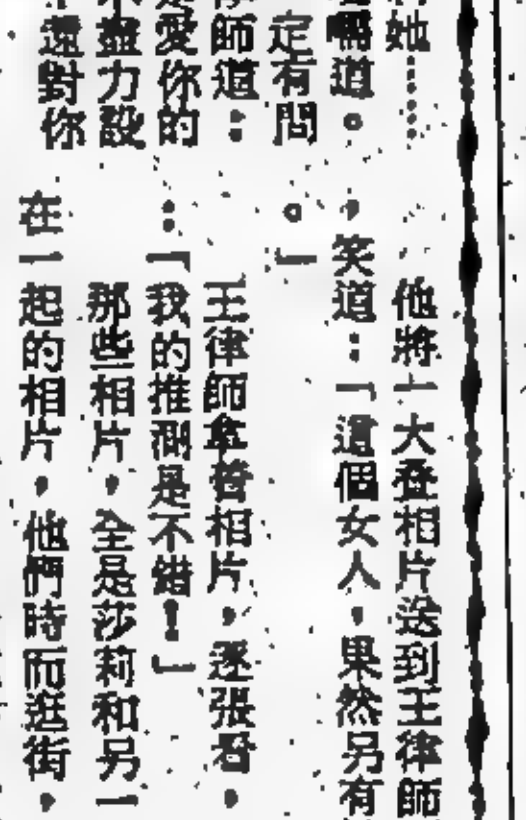 她……
嘴道。
定有問
師道：
愛你的
盡力設
遠對你
他將一大叠相片送到王律師
，笑道：「這個女人，果然另有
。」
王律師拿着相片，逐張看，
：「我的推測是不錯！」
那些相片，全是莎莉和另一
在一起的相片，他們時而逛街，